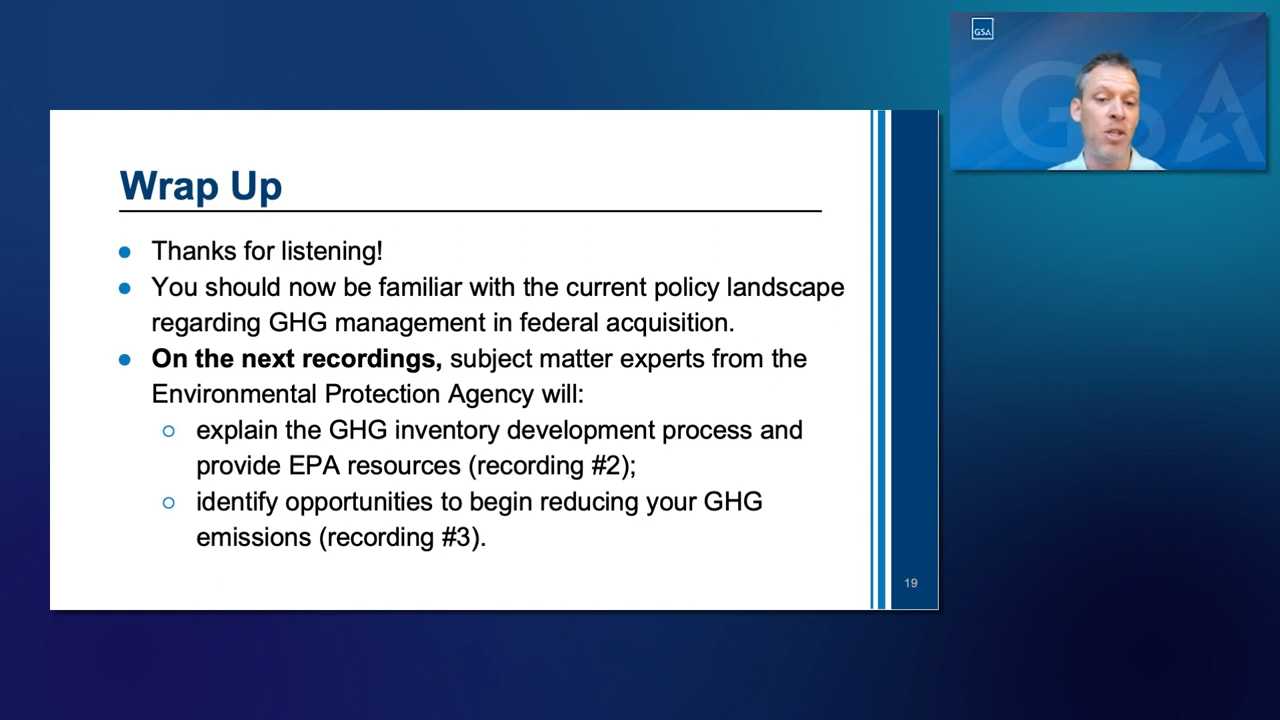 GSA
GSA
Wrap Up
Thanks for listening!
You should now be familiar with the current policy landscape
regarding GHG management in federal acquisition.
On the next recordings, subject matter experts from the
Environmental Protection Agency will:
explain the GHG inventory development process and
provide EPA resources (recording #2);
identify opportunities to begin reducing your GHG
emissions (recording #3).
19